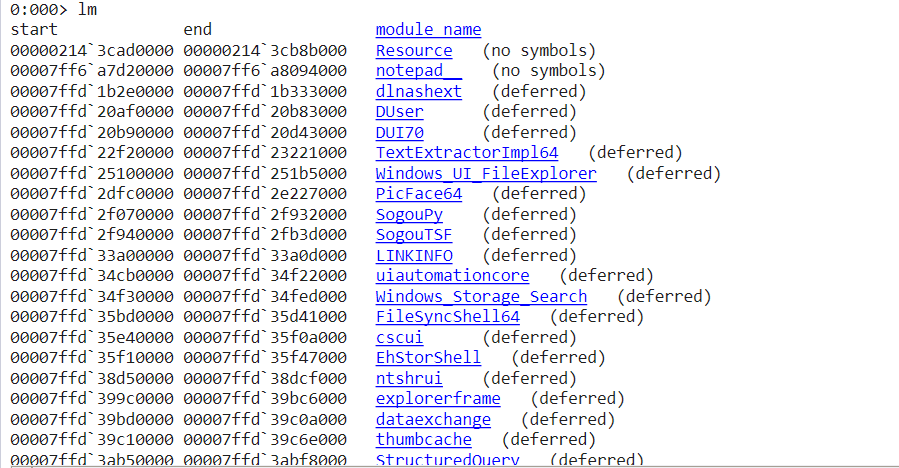 0:000> lm
start             end                 module name
00000214`3cad0000 00000214`3cb8b000   Resource   (no symbols)
00007ff6`a7d20000 00007ff6`a8094000   notepad__   (no symbols)
00007ffd`1b2e0000 00007ffd`1b333000   dlnashext   (deferred)
00007ffd`20af0000 00007ffd`20b83000   DUser      (deferred)
00007ffd`20b90000 00007ffd`20d43000   DUI70      (deferred)
00007ffd`22f20000 00007ffd`23221000   TextExtractorImpl64   (deferred)
00007ffd`25100000 00007ffd`251b5000   Windows_UI_FileExplorer   (deferred)
00007ffd`2dfc0000 00007ffd`2e227000   PicFace64   (deferred)
00007ffd`2f070000 00007ffd`2f932000   SogouPy    (deferred)
00007ffd`2f940000 00007ffd`2fb3d000   SogouTSF   (deferred)
00007ffd`33a00000 00007ffd`33a0d000   LINKINFO   (deferred)
00007ffd`34cb0000 00007ffd`34f22000   uiautomationcore   (deferred)
00007ffd`34f30000 00007ffd`34fed000   Windows_Storage_Search   (deferred)
00007ffd`35bd0000 00007ffd`35d41000   FileSyncShell64   (deferred)
00007ffd`35e40000 00007ffd`35f0a000   cscui      (deferred)
00007ffd`35f10000 00007ffd`35f47000   EhStorShell   (deferred)
00007ffd`38d50000 00007ffd`38dcf000   ntshrui    (deferred)
00007ffd`399c0000 00007ffd`39bc6000   explorerframe   (deferred)
00007ffd`39bd0000 00007ffd`39c0a000   dataexchange   (deferred)
00007ffd`39c10000 00007ffd`39c6e000   thumbcache   (deferred)
00007ffd`3ab50000 00007ffd`3abf8000   StructuredQuery   (deferred)